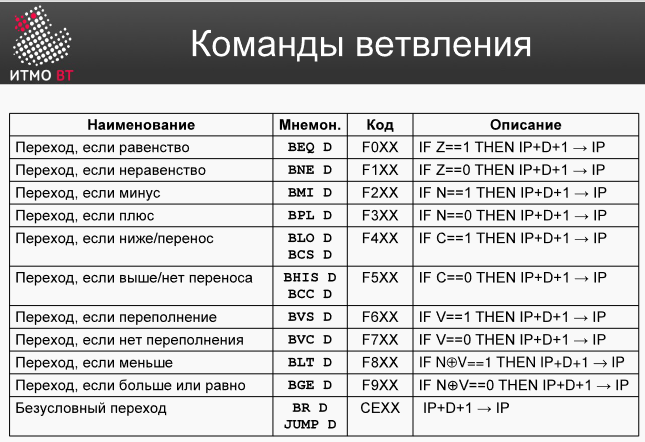 ИТМО ВТ
Команды ветвления
Наименование Мнемон. Код Описание
Переход, если равенство BEQ D F0XX IF Z==1 THEN IP+D+1 → IP
Переход, если неравенство BNE D F1XX IF Z==0 THEN IP+D+1 → IP
Переход, если минус BMI D F2XX IF N==1 THEN IP+D+1 → IP
Переход, если плюс BPL D F3XX IF N==0 THEN IP+D+1 → IP
Переход, если ниже/перенос BLO D F4XX IF C==1 THEN IP+D+1 → IP
BCS D
Переход, если выше/нет переноса BHIS D F5XX IF C==0 THEN IP+D+1 → IP
BCC D
Переход, если переполнение BVS D F6XX IF V==1 THEN IP+D+1 → IP
Переход, если нет переполнения BVC D F7XX IF V==0 THEN IP+D+1 → IP
Переход, если меньше BLT D F8XX IF N⊕V==1 THEN IP+D+1 → IP
Переход, если больше или равно BGE D F9XX IF N⊕V==0 THEN IP+D+1 → IP
Безусловный переход BR D CEXX IP+D+1 → IP
JUMP D